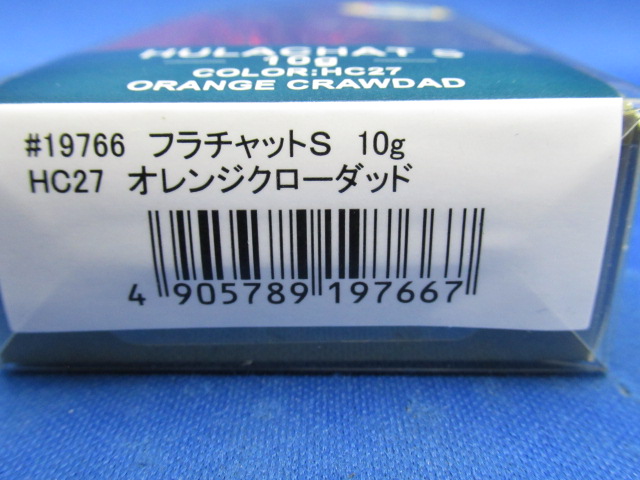 HULACHAT S
10g
COLOR:HC27
ORANGE CRAWDAD
#19766 フラチャットS 10g
HC27 オレンジクローダッド
4 905789 197667